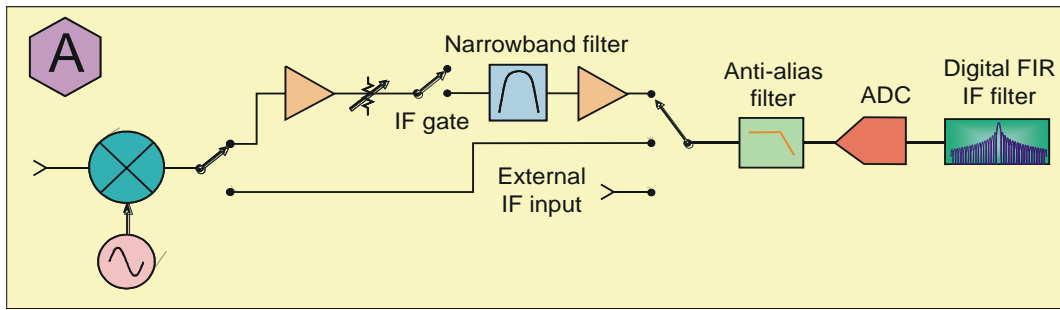 A
Narrowband filter
IF gate
External
IF input
Anti-alias
filter
ADC
Digital FIR
IF filter